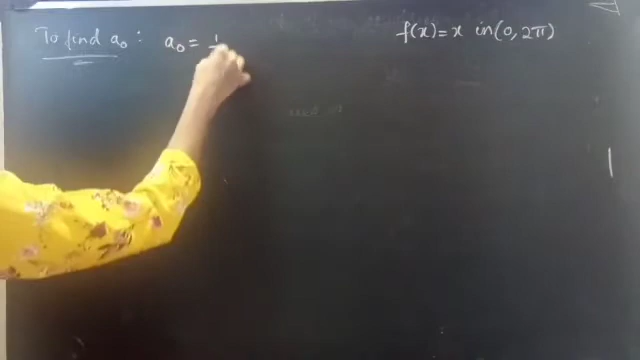 To find a₀ : a₀ = 1/
f(x) = x in (0, 2π)